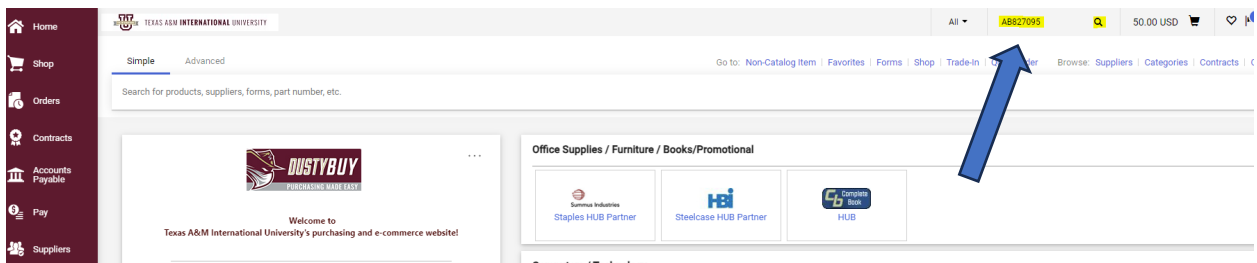 Home
TEXAS A&M INTERNATIONAL UNIVERSITY
All
AB827095
50.00 USD
Shop
Simple Advanced
Go to: Non-Catalog Item | Favorites | Forms | Shop | Trade-In |
Browse: Suppliers | Categories | Contracts |
Search for products, suppliers, forms, part number, etc.
Orders
Contracts
Accounts
Payable
Pay
Suppliers
DUSTYBUY
PURCHASING MADE EASY
Welcome to
Texas A&M International University's purchasing and e-commerce website!
Office Supplies / Furniture / Books/Promotional
Summus Industries
Staples HUB Partner
HBi
Steelcase HUB Partner
Cb Complete
Book
HUB